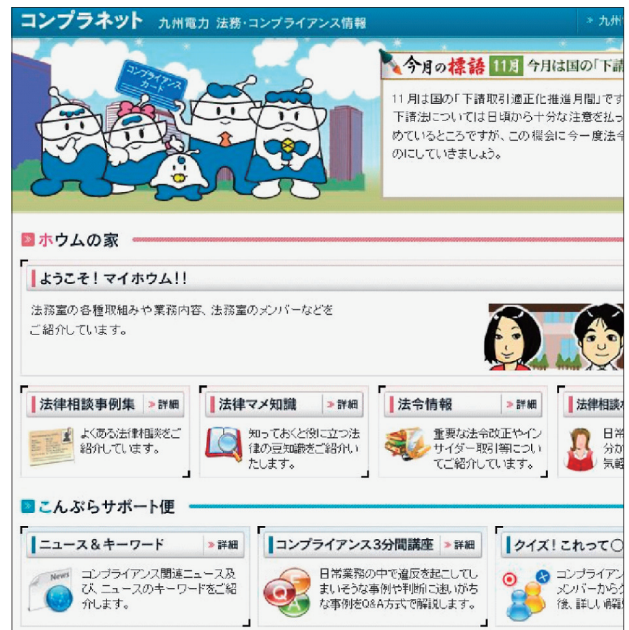 コンプラネット 九州電力 法務・コンプライアンス情報
> 九州
コンプライアンス
カード
今月の標語 11月 今月は国の「下請
11月は国の「下請取引適正化推進月間」です
下請法については日頃から十分な注意を払っ
めているところですが、この機会に今一度法令
のにしていきましょう。
ホウムの家
ようこそ!マイホウム!!
法務室の各種取組みや業務内容、法務室のメンバーなどを
ご紹介しています。
法律相談事例集 ≫詳細
よくある法律相談をご
紹介しています。
法律マメ知識 ≫詳細
知っておくと役に立つ法
律の豆知識をご紹介い
たします。
法令情報 ≫詳細
重要な法令改正やイン
サイダー取引等につい
てご紹介しています。
法律相談
日常
分か
気軽
こんぷらサポート便
ニュース&キーワード ≫詳細
News
コンプライアンス関連ニュース及
び、ニュースのキーワードをご紹
介します。
コンプライアンス3分間講座 ≫詳細
Q&A
日常業務の中で違反を起こしてし
まいそうな事例や判断に迷いがち
な事例をQ&A方式で解説します。
クイズ!これって○
コンプライアン
メンバーからク
後、詳しい解説